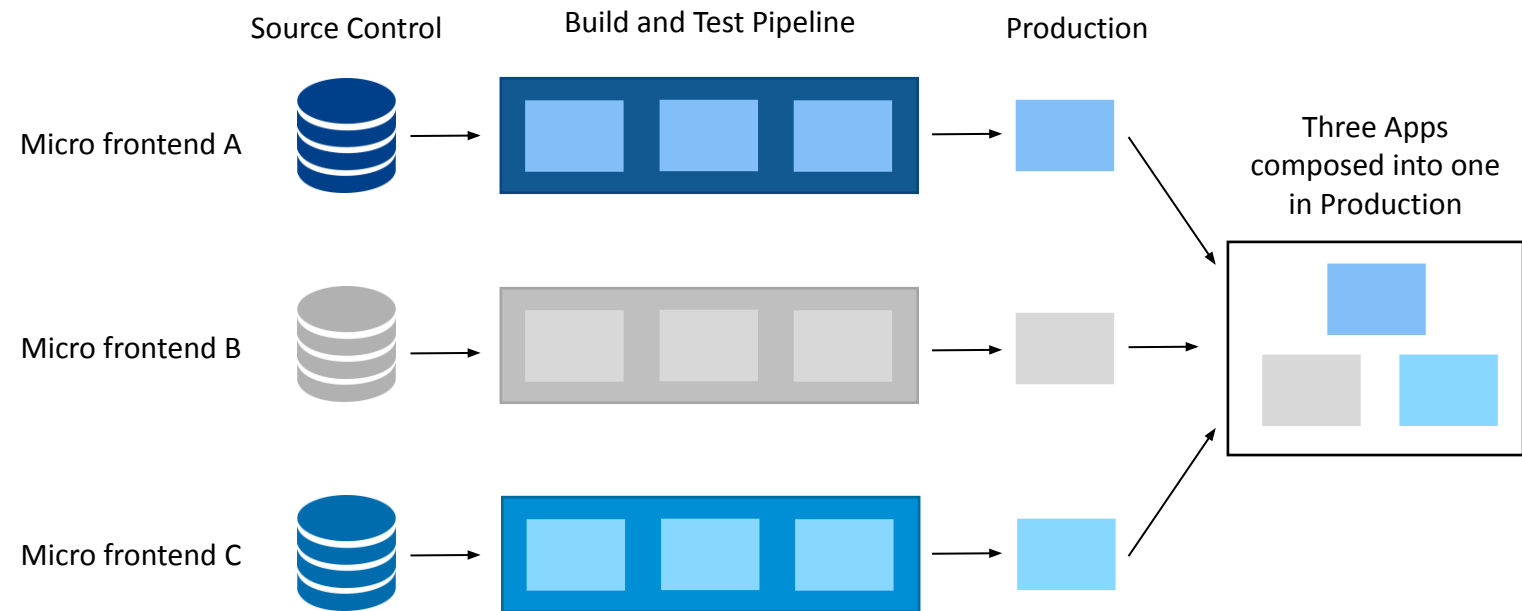 Source Control
Build and Test Pipeline
Production
Micro frontend A
Three Apps
composed into one
in Production
Micro frontend B
Micro frontend C